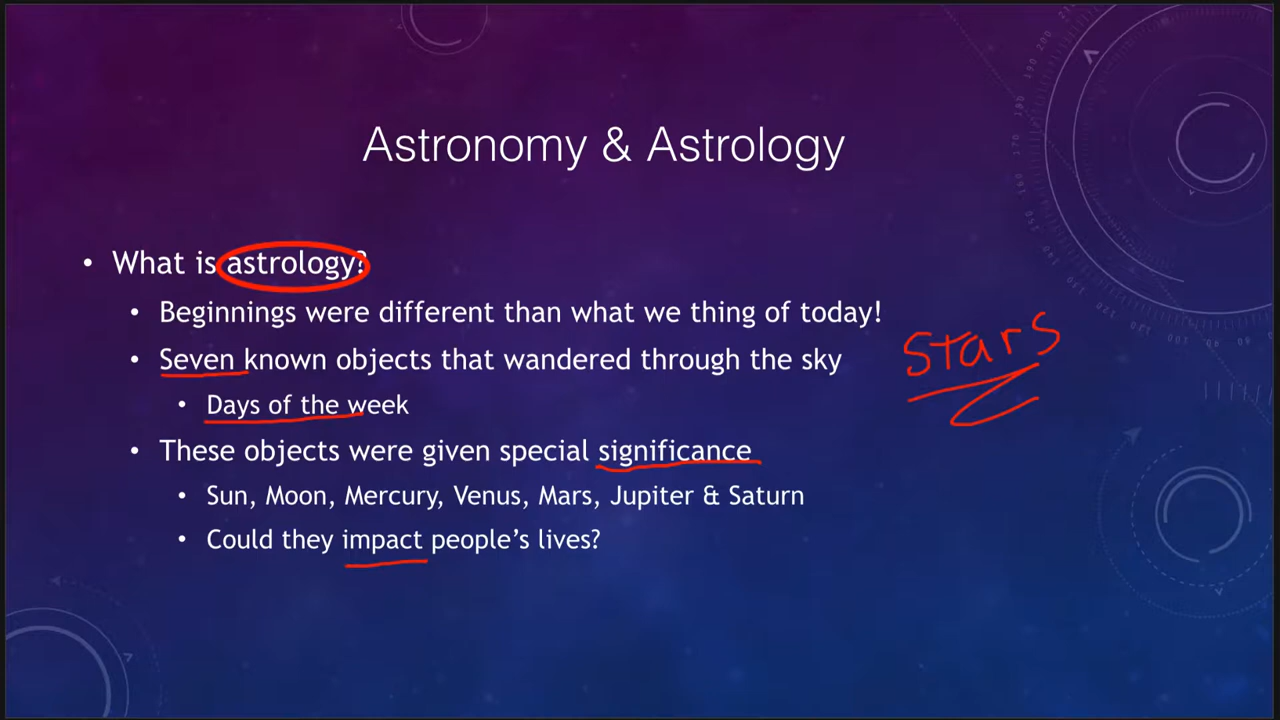 Astronomy & Astrology
• What is astrology?
• Beginnings were different than what we thing of today!
• Seven known objects that wandered through the sky
stars
• Days of the week
• These objects were given special significance
• Sun, Moon, Mercury, Venus, Mars, Jupiter & Saturn
• Could they impact people's lives?